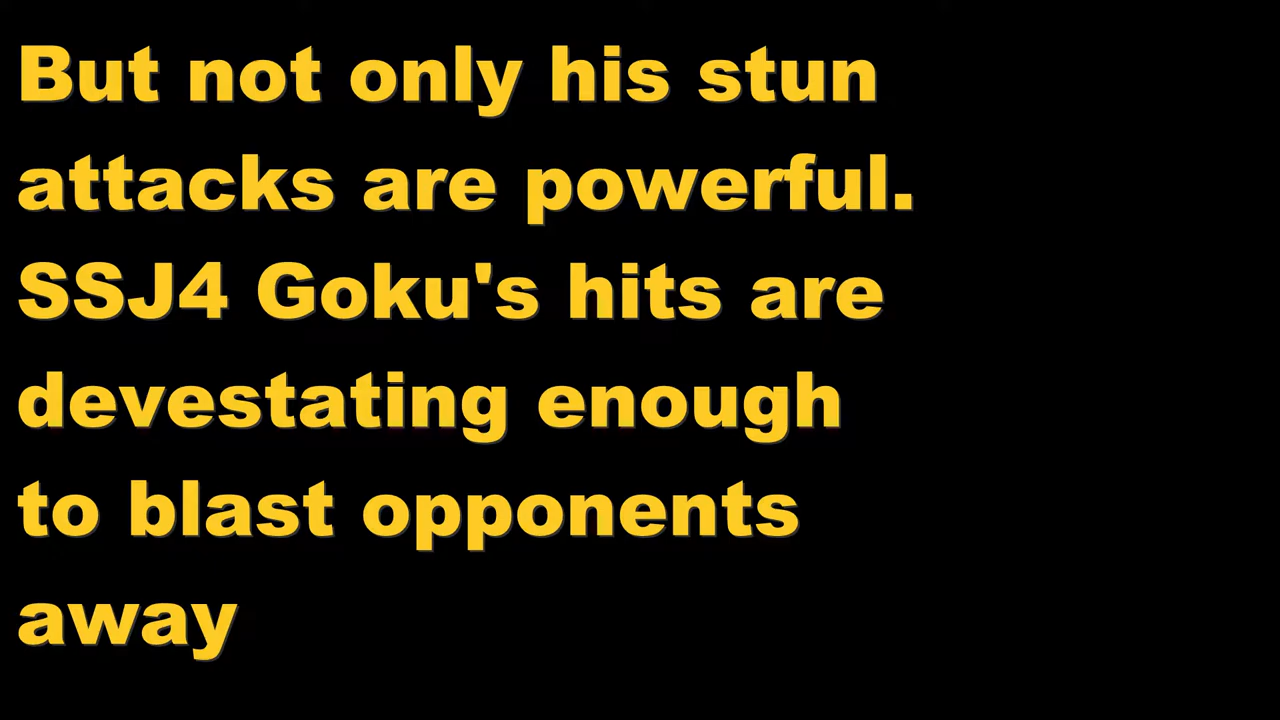 But not only his stun
attacks are powerful.
SSJ4 Goku's hits are
devestating enough
to blast opponents
away